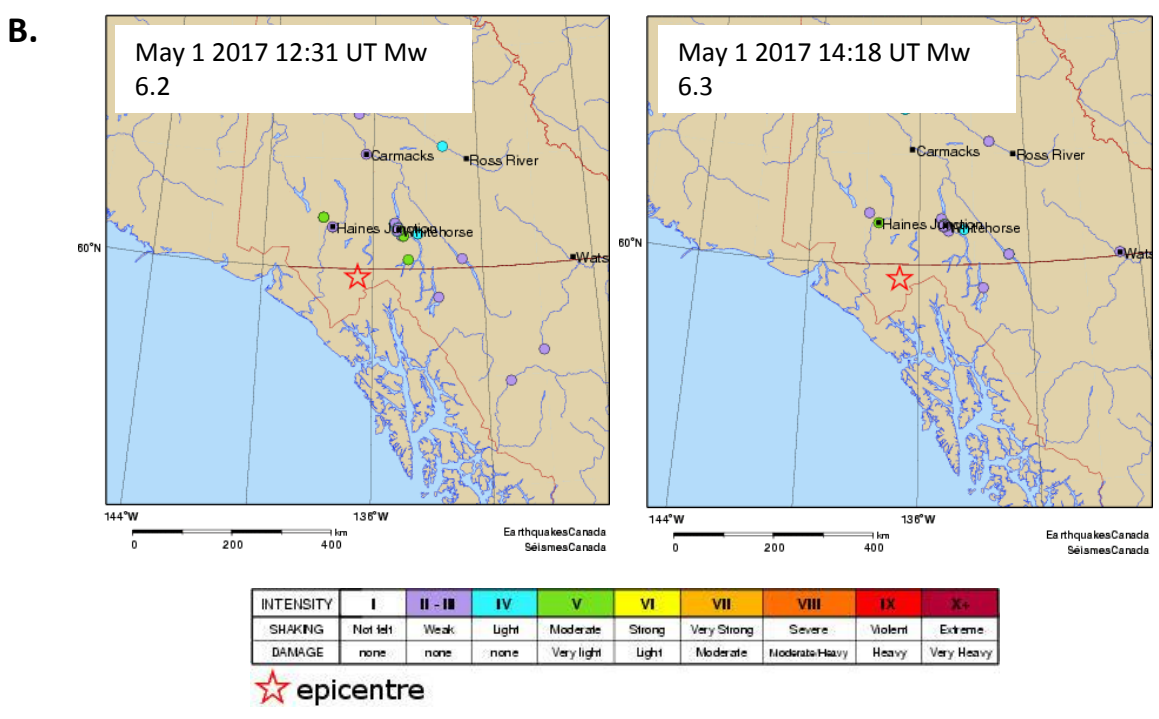 B.
May 1 2017 12:31 UT Mw
6.2
Carmacks
Ross River
Haines Junction
Whitehorse
60°N
Wats
144°W
136°W
0 200 400 km
EarthquakesCanada
SéismesCanada
May 1 2017 14:18 UT Mw
6.3
Carmacks
Ross River
Haines Junction
Whitehorse
60°N
Wats
144°W
136°W
0 200 400 km
EarthquakesCanada
SéismesCanada
INTENSITY I II - III IV V VI VII VIII IX X+
SHAKING Not felt Weak Light Moderate Strong Very Strong Severe Violent Extreme
DAMAGE none none none Very light Light Moderate Moderate/Heavy Heavy Very Heavy
epicentre